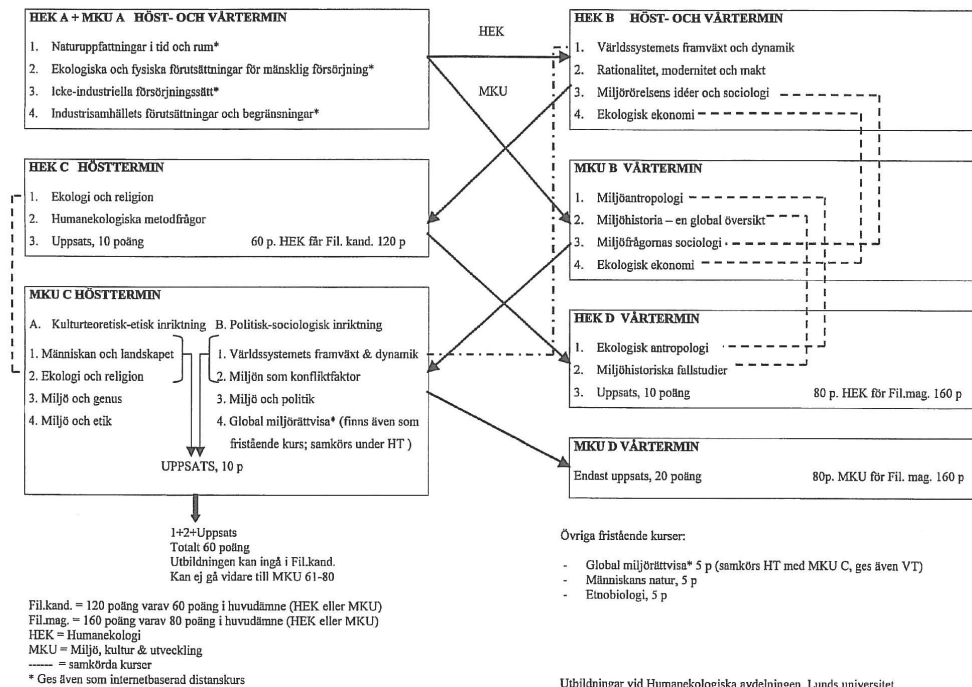 HEK A + MKU A HÖST- OCH VÅRTERMIN
1. Naturuppfattningar i tid och rum*
2. Ekologiska och fysiska förutsättningar för mänsklig försörjning*
3. Icke-industriella försörjningssätt*
4. Industrisamhällets förutsättningar och begränsningar*
HEK
MKU
HEK B HÖST- OCH VÅRTERMIN
1. Världssystemets framväxt och dynamik
2. Rationalitet, modernitet och makt
3. Miljörörelsens idéer och sociologi
4. Ekologisk ekonomi
HEK C HÖSTTERMIN
1. Ekologi och religion
2. Humanekologiska metodfrågor
3. Uppsats, 10 poäng 60 p. HEK får Fil. kand. 120 p
MKU B VÅRTERMIN
1. Miljöantropologi
2. Miljöhistoria – en global översikt
3. Miljöfrågornas sociologi
4. Ekologisk ekonomi
MKU C HÖSTTERMIN
A. Kulturteoretisk-etisk inriktning B. Politisk-sociologisk inriktning
1. Människan och landskapet 1. Världssystemets framväxt & dynamik
2. Ekologi och religion 2. Miljön som konfliktfaktor
3. Miljö och genus 3. Miljö och politik
4. Miljö och etik 4. Global miljörättvisa* (finns även som
fristående kurs; samkörs under HT )
UPPSATS, 10 p
HEK D VÅRTERMIN
1. Ekologisk antropologi
2. Miljöhistoriska fallstudier
3. Uppsats, 10 poäng 80 p. HEK för Fil.mag. 160 p
MKU D VÅRTERMIN
Endast uppsats, 20 poäng 80p. MKU för Fil. mag. 160 p
1+2+Uppsats
Totalt 60 poäng
Utbildningen kan ingå i Fil.kand.
Kan ej gå vidare till MKU 61-80
Övriga fristående kurser:
- Global miljörättvisa* 5 p (samkörs HT med MKU C, ges även VT)
- Människans natur, 5 p
- Etnobiologi, 5 p
Fil.kand. = 120 poäng varav 60 poäng i huvudämne (HEK eller MKU)
Fil.mag. = 160 poäng varav 80 poäng i huvudämne (HEK eller MKU)
HEK = Humanekologi
MKU = Miljö, kultur & utveckling
------ = samkörda kurser
* Ges även som internetbaserad distanskurs
Utbildningar vid Humanekologiska avdelningen, Lunds universitet